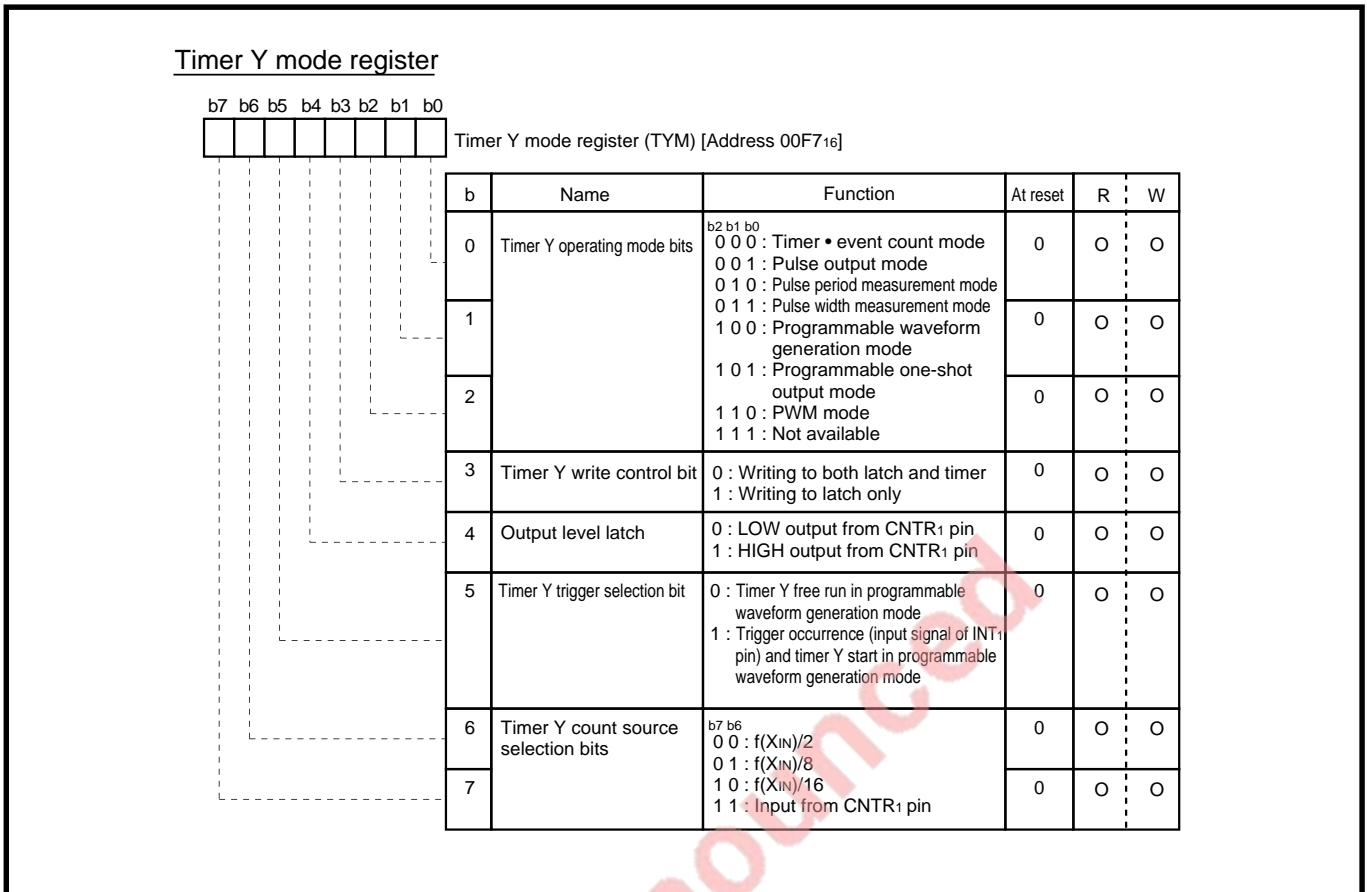 Timer Y mode register
b7 b6 b5 b4 b3 b2 b1 b0
Timer Y mode register (TYM) [Address 00F716]
b Name Function At reset R W
0 Timer Y operating mode bits b2 b1 b0
0 0 0 : Timer • event count mode 0 O O
0 0 1 : Pulse output mode
0 1 0 : Pulse period measurement mode
0 1 1 : Pulse width measurement mode
1 0 O O
1 0 0 : Programmable waveform
generation mode
1 0 1 : Programmable one-shot
output mode
2 0 O O
1 1 0 : PWM mode
1 1 1 : Not available
3 Timer Y write control bit 0 : Writing to both latch and timer 0 O O
1 : Writing to latch only
4 Output level latch 0 : LOW output from CNTR1 pin 0 O O
1 : HIGH output from CNTR1 pin
5 Timer Y trigger selection bit 0 : Timer Y free run in programmable 0 O O
waveform generation mode
1 : Trigger occurrence (input signal of INT1
pin) and timer Y start in programmable
waveform generation mode
6 Timer Y count source b7 b6 0 O O
selection bits 0 0 : f(XIN)/2
0 1 : f(XIN)/8
7 1 0 : f(XIN)/16 0 O O
1 1 : Input from CNTR1 pin